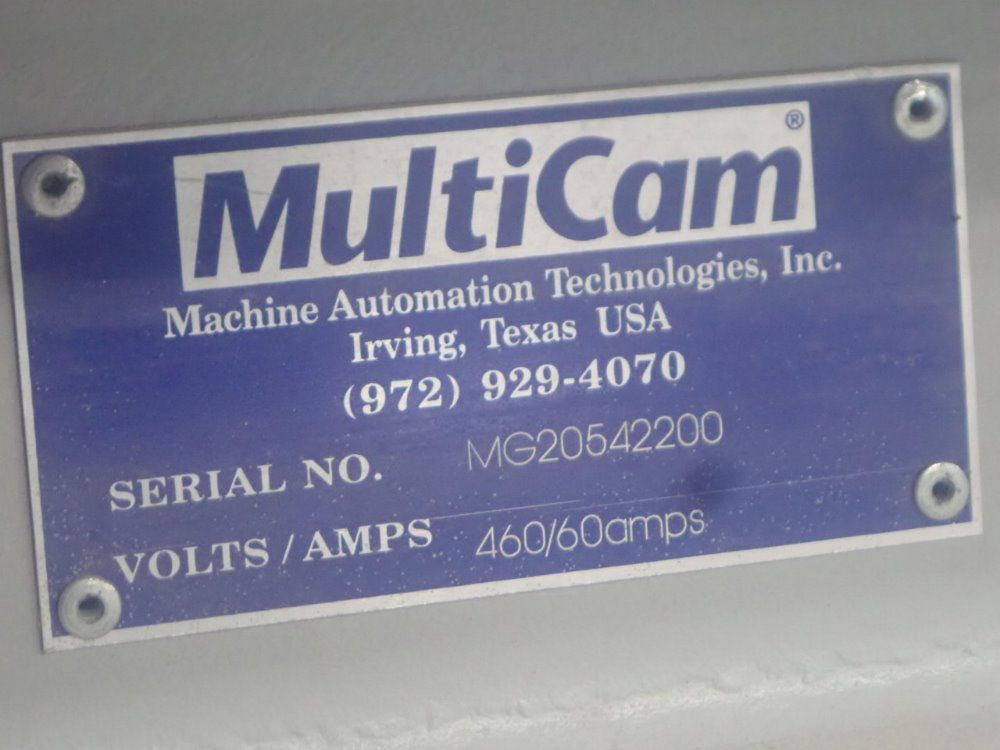 MultiCam®
Machine Automation Technologies, Inc.
Irving, Texas USA
(972) 929-4070
SERIAL NO. MG20542200
VOLTS / AMPS 460/60amps